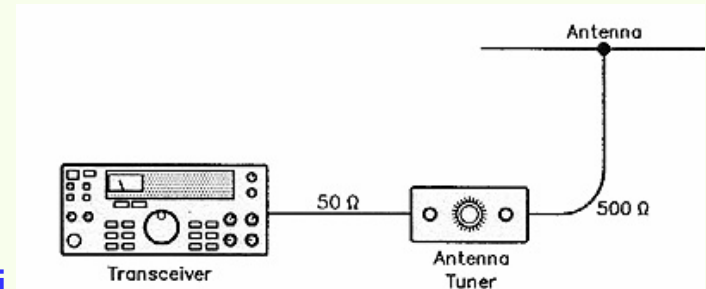 Antenna
50 Ω
500 Ω
Antenna
Tuner
Transceiver
i